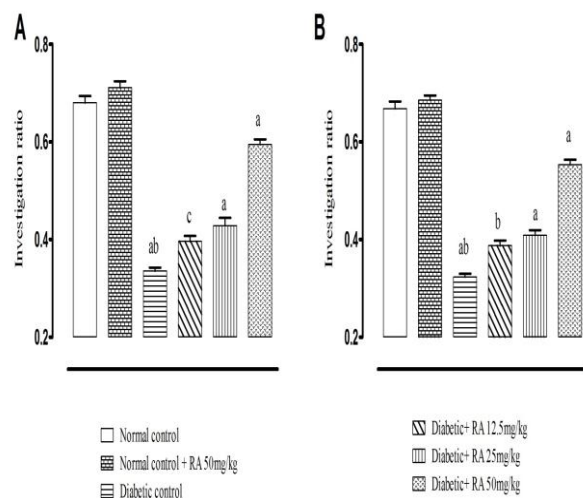 A
B
0.8
0.6
0.4
0.2
Investigation ratio
ab
c
a
a
0.8
0.6
0.4
0.2
Investigation ratio
ab
b
a
a
Normal control
Normal control + RA 50mg/kg
Diabetic control
Diabetic+ RA 12.5mg/kg
Diabetic+ RA 25mg/kg
Diabetic+ RA 50mg/kg